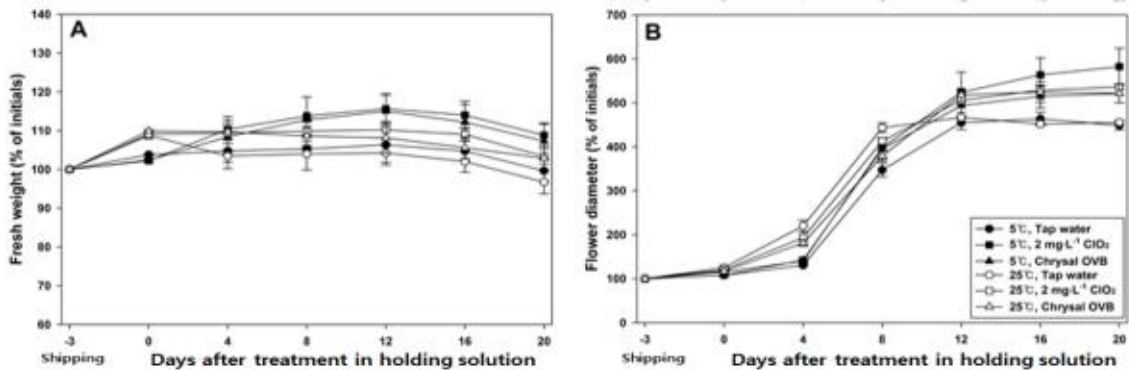 A
Fresh weight (% of initials)
140
130
120
110
100
90
80
70
60
-3
0
4
8
12
16
20
Shipping
Days after treatment in holding solution
B
Flower diameter (% of initials)
700
600
500
400
300
200
100
0
5℃, Tap water
5℃, 2 mg·L⁻¹ ClO₂
5℃, Chrysal OVB
25℃, Tap water
25℃, 2 mg·L⁻¹ ClO₂
25℃, Chrysal OVB
-3
0
4
8
12
16
20
Shipping
Days after treatment in holding solution